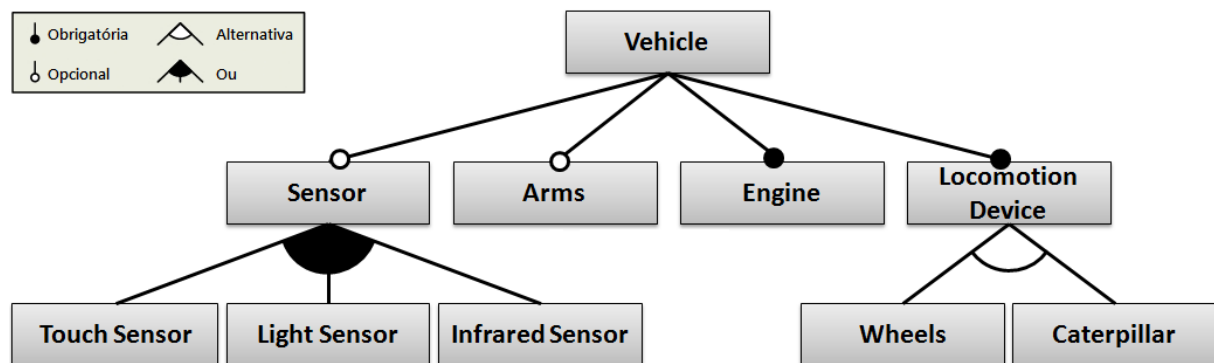 Obrigatória
Alternativa
Opcional
Ou
Vehicle
Sensor
Arms
Engine
Locomotion
Device
Touch Sensor
Light Sensor
Infrared Sensor
Wheels
Caterpillar